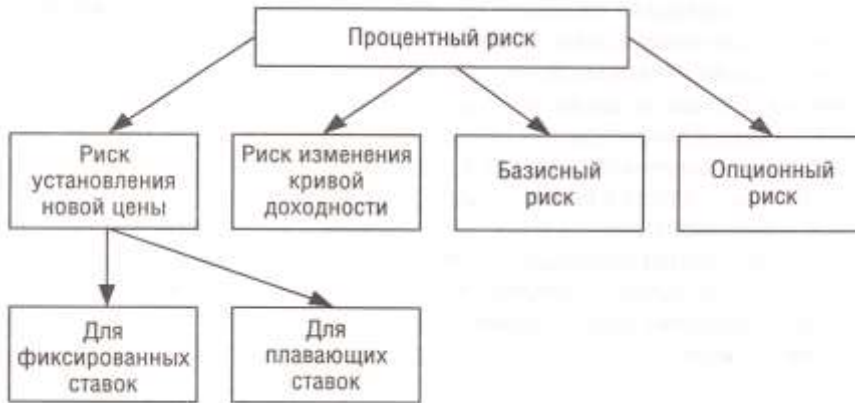 Процентный риск
Риск
установления
новой цены
Риск изменения
кривой
доходности
Базисный
риск
Опционный
риск
Для
фиксированных
ставок
Для
плавающих
ставок